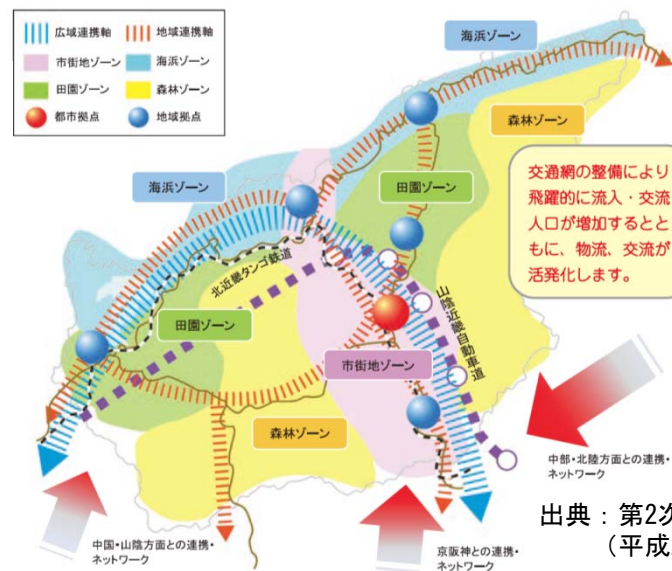 広域連携軸
地域連携軸
市街地ゾーン
海浜ゾーン
田園ゾーン
森林ゾーン
都市拠点
地域拠点
海浜ゾーン
森林ゾーン
海浜ゾーン
田園ゾーン
交通網の整備により
飛躍的に流入・交流
人口が増加するとと
もに、物流、交流が
活発化します。
北近畿タンゴ鉄道
山陰近畿自動車道
田園ゾーン
市街地ゾーン
森林ゾーン
中部・北陸方面との連携・
ネットワーク
出典：第2次
（平成
中国・山陰方面との連携・
ネットワーク
京阪神との連携・
ネットワーク